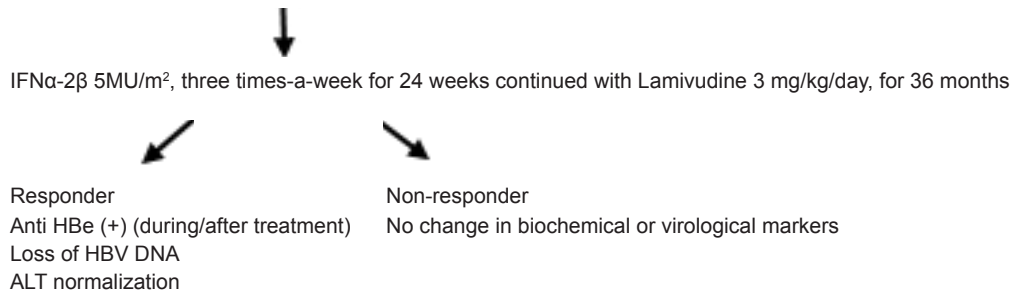 IFNα-2β 5MU/m², three times-a-week for 24 weeks continued with Lamivudine 3 mg/kg/day, for 36 months
Responder
Anti HBe (+) (during/after treatment)
Loss of HBV DNA
ALT normalization
Non-responder
No change in biochemical or virological markers